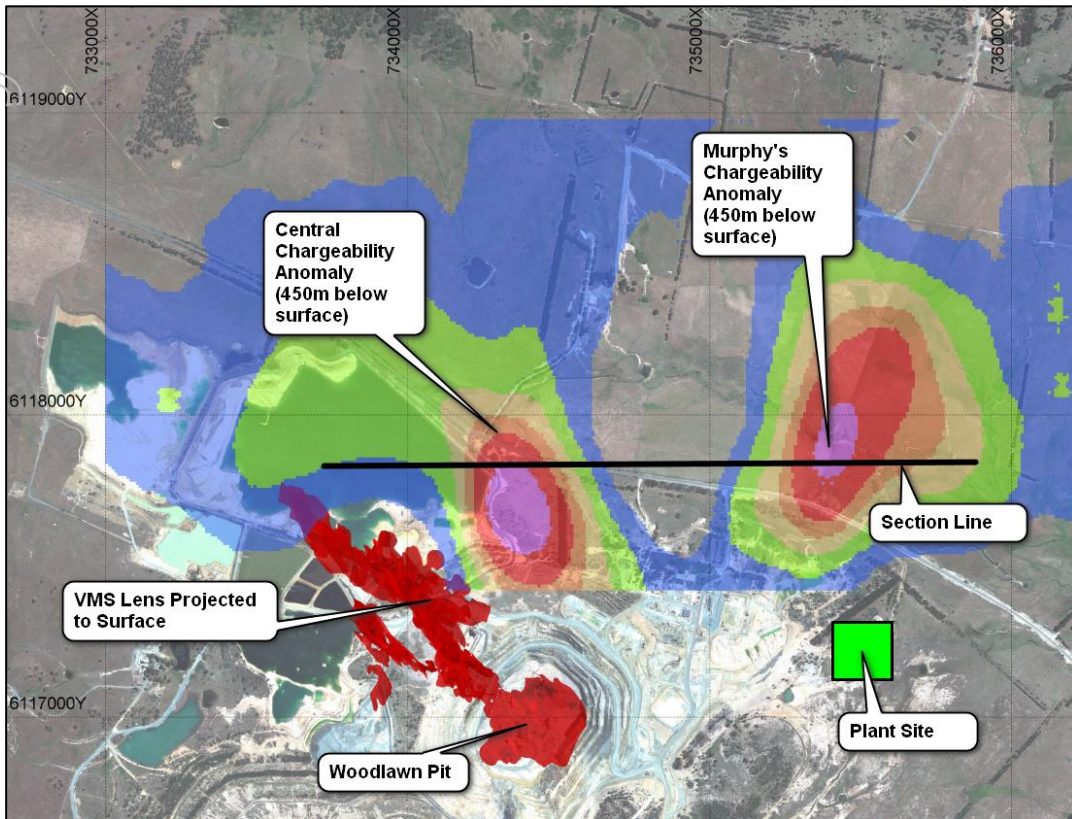 733000X
734000X
735000X
736000X
6119000Y
Murphy's
Chargeability
Anomaly
(450m below
surface)
Central
Chargeability
Anomaly
(450m below
surface)
6118000Y
Section Line
VMS Lens Projected
to Surface
6117000Y
Plant Site
Woodlawn Pit